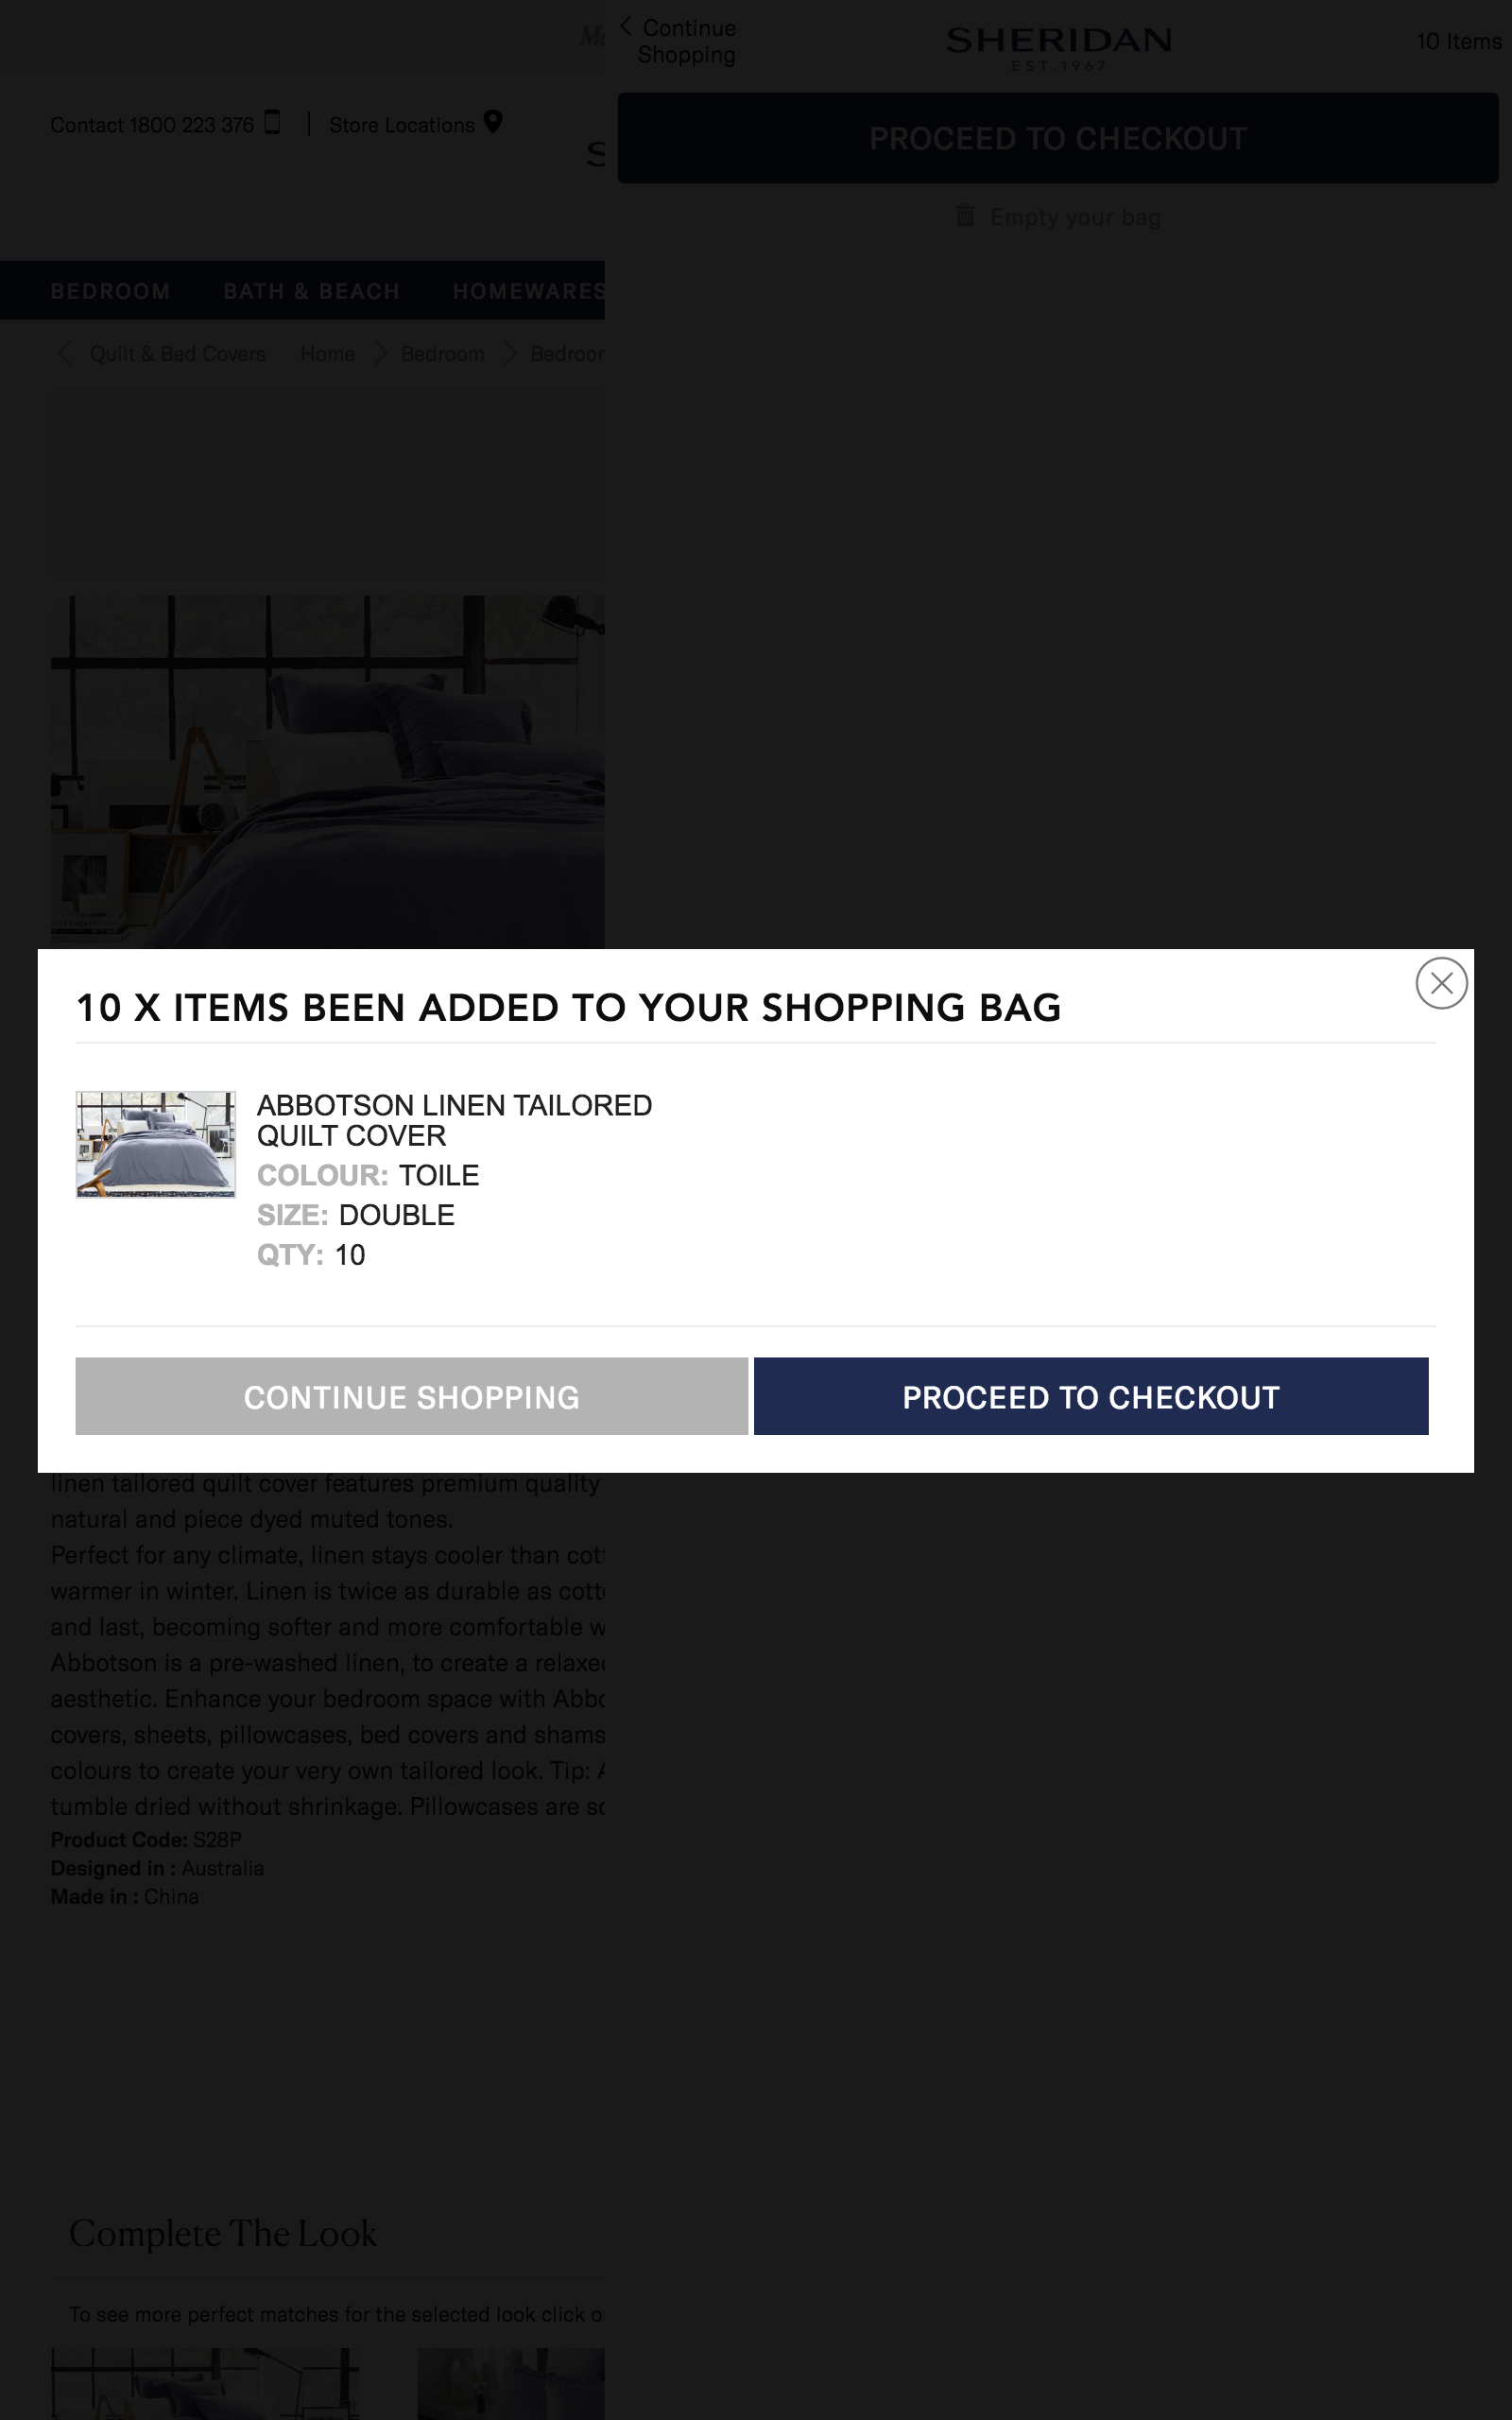 Continue
Shopping
SHERIDAN
EST.1967
10 Items
PROCEED TO CHECKOUT
Empty your bag
Contact 1800 223 376
Store Locations
S
BEDROOM BATH & BEACH HOMEWARES
Quilt & Bed Covers Home Bedroom
10 X ITEMS BEEN ADDED TO YOUR SHOPPING BAG
ABBOTSON LINEN TAILORED
QUILT COVER
COLOUR: TOILE
SIZE: DOUBLE
QTY: 10
CONTINUE SHOPPING
PROCEED TO CHECKOUT
linen tailored quilt cover features premium quality
natural and piece dyed muted tones.
Perfect for any climate, linen stays cooler than
warmer in winter. Linen is twice as durable as
and last, becoming softer and more comfortable
Abbotson is a pre-washed linen, to create a
aesthetic. Enhance your bedroom space with
covers, sheets, pillowcases, bed covers and shams
colours to create your very own tailored look. Tip:
tumble dried without shrinkage. Pillowcases are
Product Code: S28P
Designed in : Australia
Made in : China
Complete The Look
To see more perfect matches for the selected look click